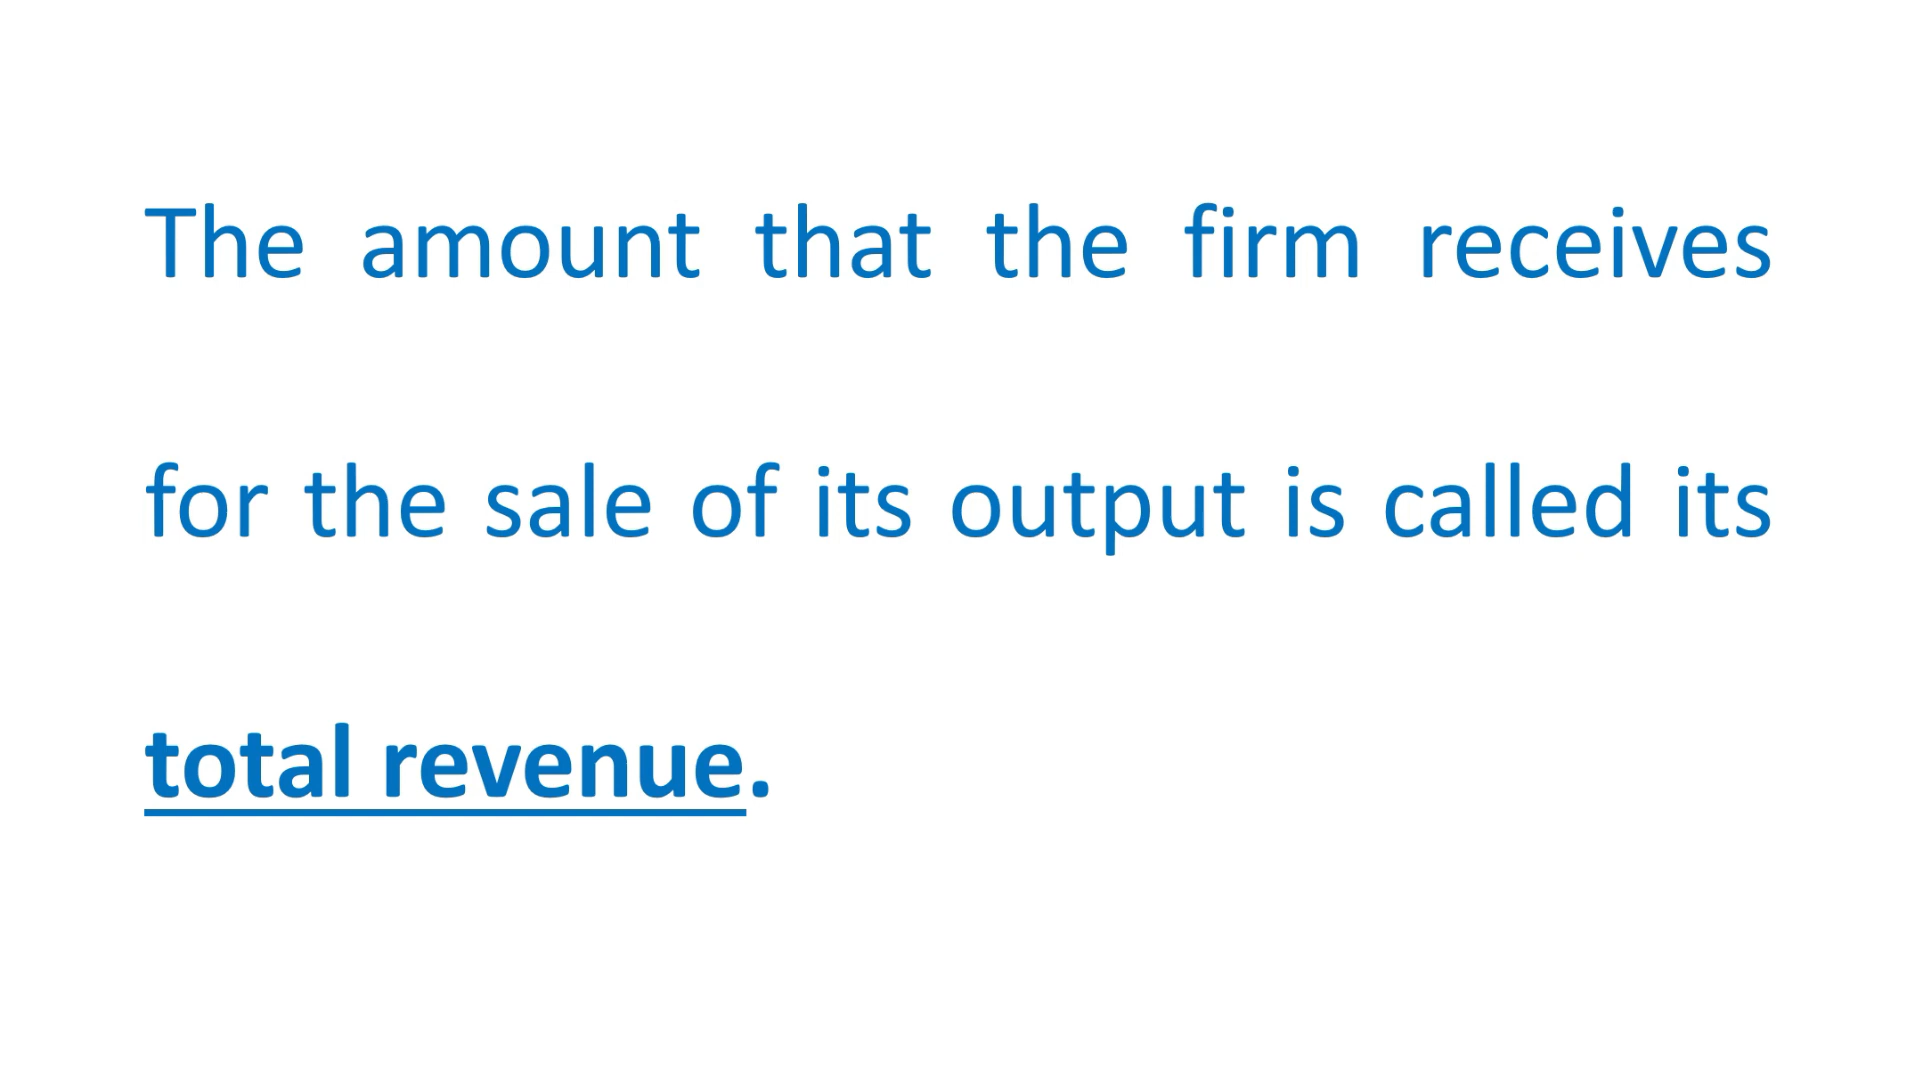 The amount that the firm receives
for the sale of its output is called its
total revenue.